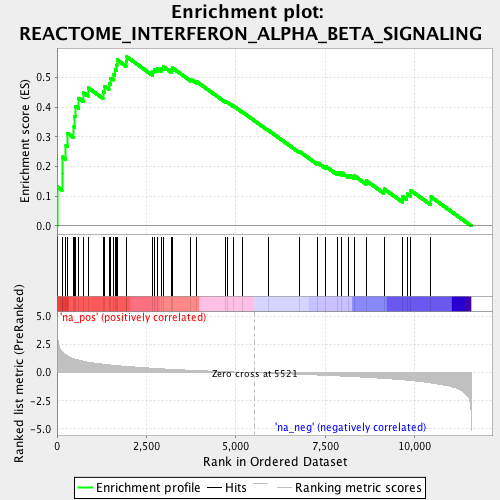 Enrichment plot:
REACTOME_INTERFERON_ALPHA_BETA_SIGNALING
Enrichment score (ES)
0.5
0.4
0.3
0.2
0.1
0.0
'na_pos' (positively correlated)
Ranked list metric (PreRanked)
5.0
2.5
0.0
-2.5
-5.0
Zero cross at 5521
'na_neg' (negatively correlated)
0
2,500
5,000
7,500
10,000
Rank in Ordered Dataset
Enrichment profile
Hits
Ranking metric scores